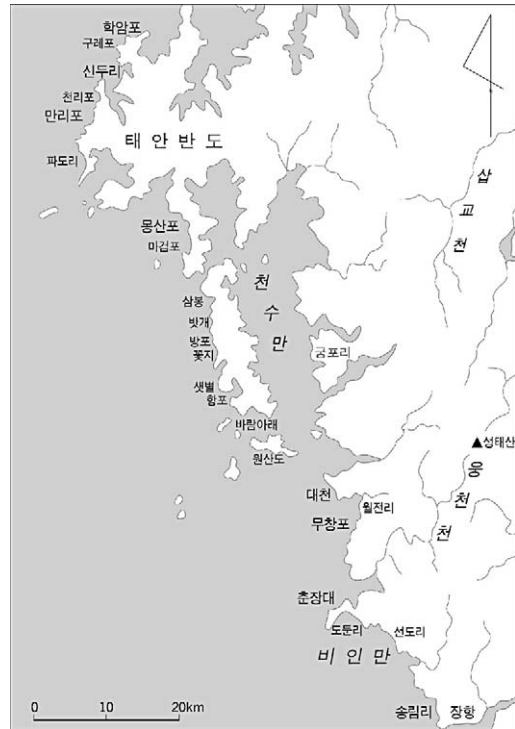 학암포
구레포
신두리
천리포
만리포
태안반도
파도리
삽교천
몽산포
마검포
천수만
삼봉
밧개
방포
꽃지
궁포리
샛별
함포
바람아래
▲성태산
원산도
웅천천
대천
월전리
무창포
춘장대
도둔리
선도리
비인만
송림리
장항
0 10 20km